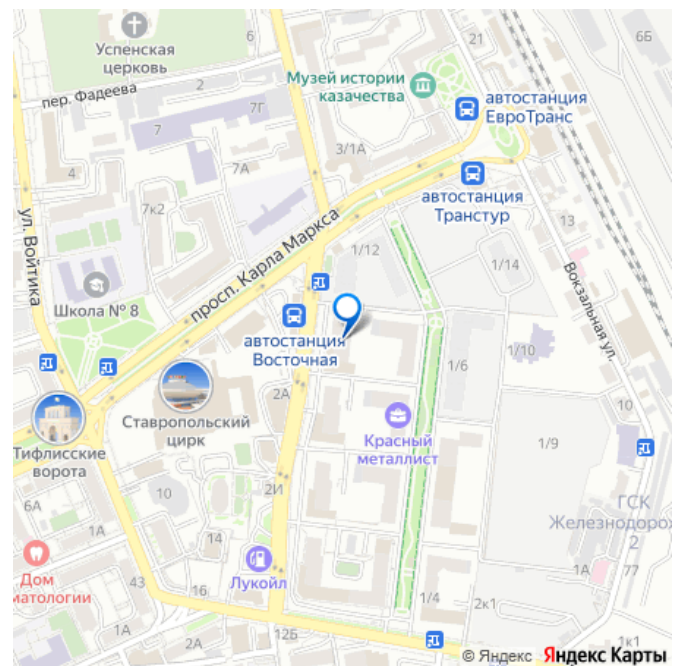 21
6Б
6
Успенская
церковь
2
пер. Фадеева
7Г
7
Музей истории
казачества
автостанция
ЕвроТранс
3/1А
4
7А
автостанция
Транстур
7к2
ул. Войтика
просп. Карла Маркса
13
1/12
1/14
Вокзальная ул.
Школа № 8
автостанция
Восточная
1/10
1/6
2А
Ставропольский
цирк
10
Красный
металлист
1/9
Тифлисские
ворота
2И
10
6А
14
ГСК
Железнодорож
2
1А
Лукойл
Дом
матологии
43
16
1А
77
1/4
2к1
1А
2А
12Б
1к1
© Яндекс Яндекс Карты